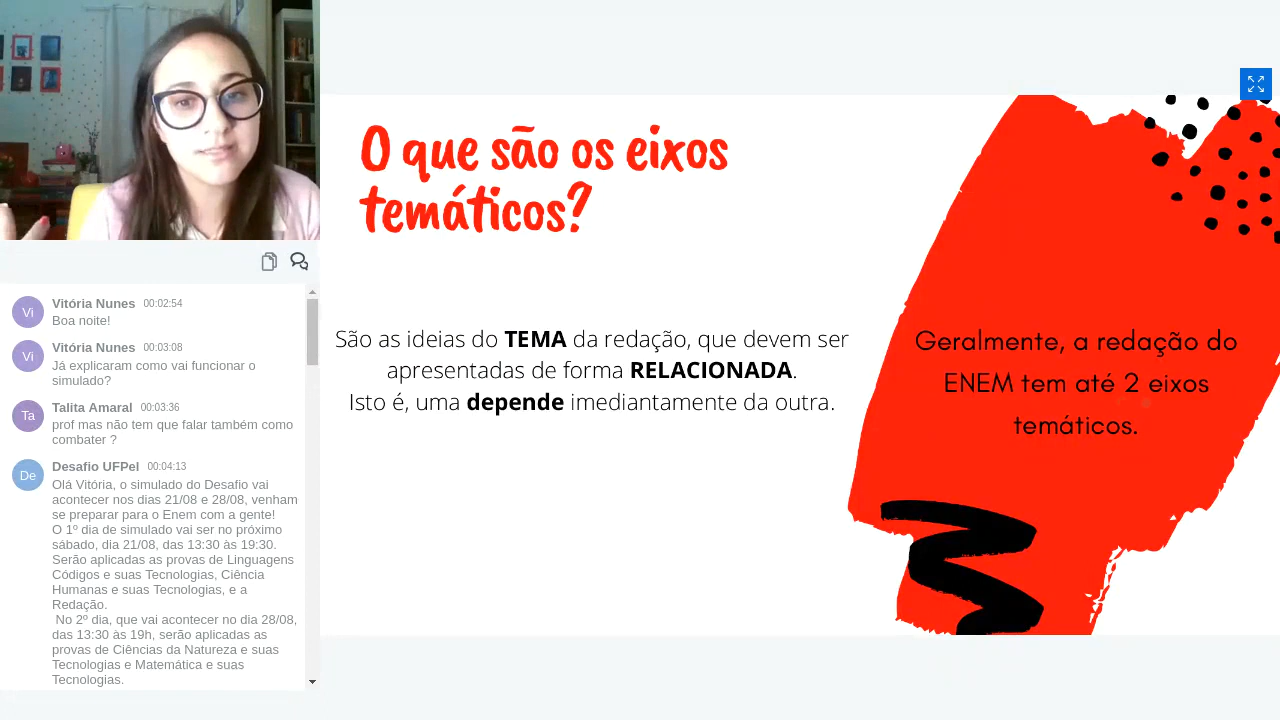 O que são os eixos
temáticos?
São as ideias do TEMA da redação, que devem ser
apresentadas de forma RELACIONADA.
Isto é, uma depende imediantamente da outra.
Geralmente, a redação do
ENEM tem até 2 eixos
temáticos.
Vi
Vitória Nunes 00:02:54
Boa noite!
Vi
Vitória Nunes 00:03:08
Já explicaram como vai funcionar o
simulado?
Ta
Talita Amaral 00:03:36
prof mas não tem que falar também como
combater ?
De
Desafio UFPel 00:04:13
Olá Vitória, o simulado do Desafio vai
acontecer nos dias 21/08 e 28/08, venham
se preparar para o Enem com a gente!
O 1º dia de simulado vai ser no próximo
sábado, dia 21/08, das 13:30 às 19:30.
Serão aplicadas as provas de Linguagens
Códigos e suas Tecnologias, Ciência
Humanas e suas Tecnologias, e a
Redação.
No 2º dia, que vai acontecer no dia 28/08,
das 13:30 às 19h, serão aplicadas as
provas de Ciências da Natureza e suas
Tecnologias e Matemática e suas
Tecnologias.